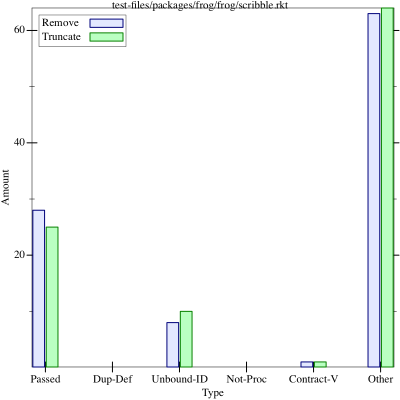 test-files/packages/frog/frog/scribble.rkt
Remove
Truncate
60
40
20
Amount
Passed Dup-Def Unbound-ID Not-Proc Contract-V Other
Type